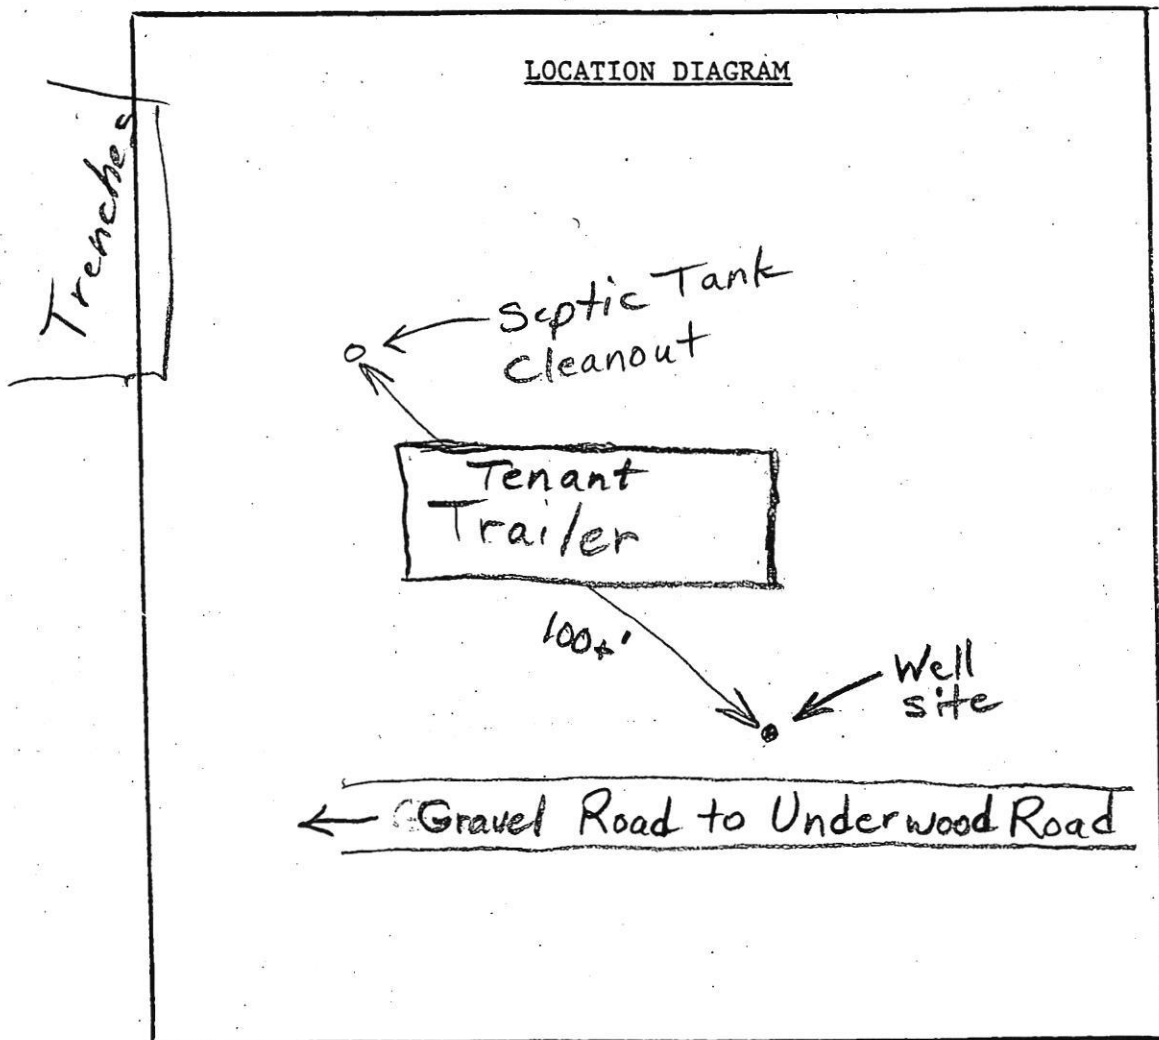 LOCATION DIAGRAM
Trenches
Septic Tank
Cleanout
Tenant
Trailer
100+'
Well
site
Gravel Road to Underwood Road